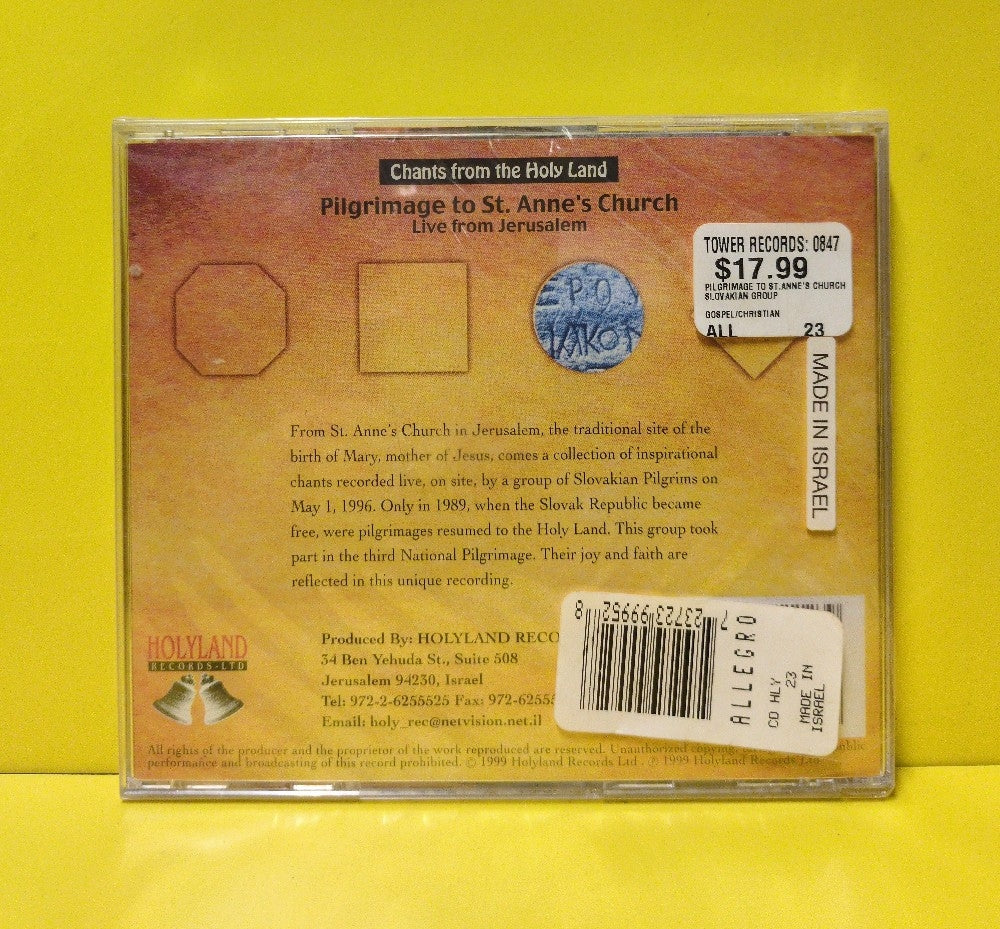 Chants from the Holy Land
Pilgrimage to St. Anne's Church
Live from Jerusalem
TOWER RECORDS: 0847
$17.99
PILGRIMAGE TO ST.ANNE'S CHURCH
SLOVAKIAN GROUP
GOSPEL/CHRISTIAN
ALL 23
MADE IN ISRAEL
From St. Anne's Church in Jerusalem, the traditional site of the
birth of Mary, mother of Jesus, comes a collection of inspirational
chants recorded live, on site, by a group of Slovakian Pilgrims on
May 1, 1996. Only in 1989, when the Slovak Republic became
free, were pilgrimages resumed to the Holy Land. This group took
part in the third National Pilgrimage. Their joy and faith are
reflected in this unique recording.
HOLYLAND
RECORDS·LTD
Produced By: HOLYLAND RECO
34 Ben Yehuda St., Suite 508
Jerusalem 94230, Israel
Tel: 972-2-6255525 Fax: 972-6255
Email: holy_rec@netvision.net.il
7 23723 99952 8
ALLEGRO
CD HLY
23
MADE IN
ISRAEL
All rights of the producer and the proprietor of the work reproduced are reserved. Unauthorized copying,
performance and broadcasting of this record prohibited. © 1999 Holyland Records Ltd . ℗ 1999 Holyland Records Ltd